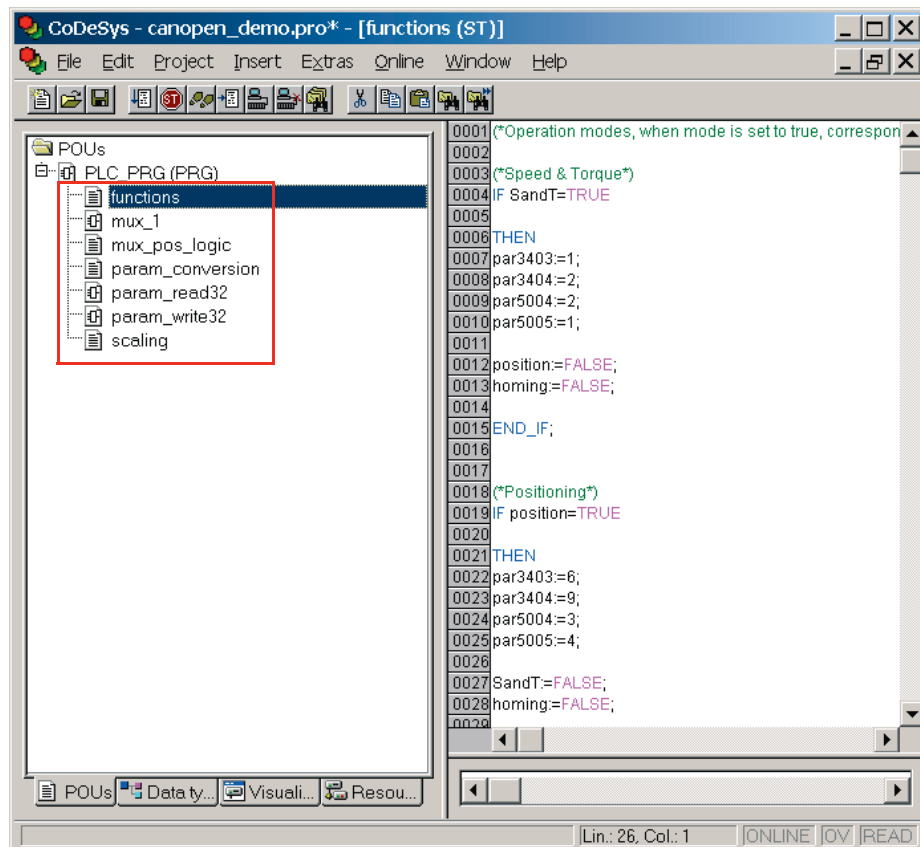 CoDeSys - canopen_demo.pro* - [functions (ST)]
File Edit Project Insert Extras Online Window Help
POUs
PLC_PRG (PRG)
functions
mux_1
mux_pos_logic
param_conversion
param_read32
param_write32
scaling
POUs Data ty... Visuali... Resou...
0001 (*Operation modes, when mode is set to true, correspon
0002
0003 (*Speed & Torque*)
0004 IF SandT=TRUE
0005
0006 THEN
0007 par3403:=1;
0008 par3404:=2;
0009 par5004:=2;
0010 par5005:=1;
0011
0012 position:=FALSE;
0013 homing:=FALSE;
0014
0015 END_IF;
0016
0017
0018 (*Positioning*)
0019 IF position=TRUE
0020
0021 THEN
0022 par3403:=6;
0023 par3404:=9;
0024 par5004:=3;
0025 par5005:=4;
0026
0027 SandT:=FALSE;
0028 homing:=FALSE;
0029
Lin.: 26, Col.: 1 ONLINE OV READ